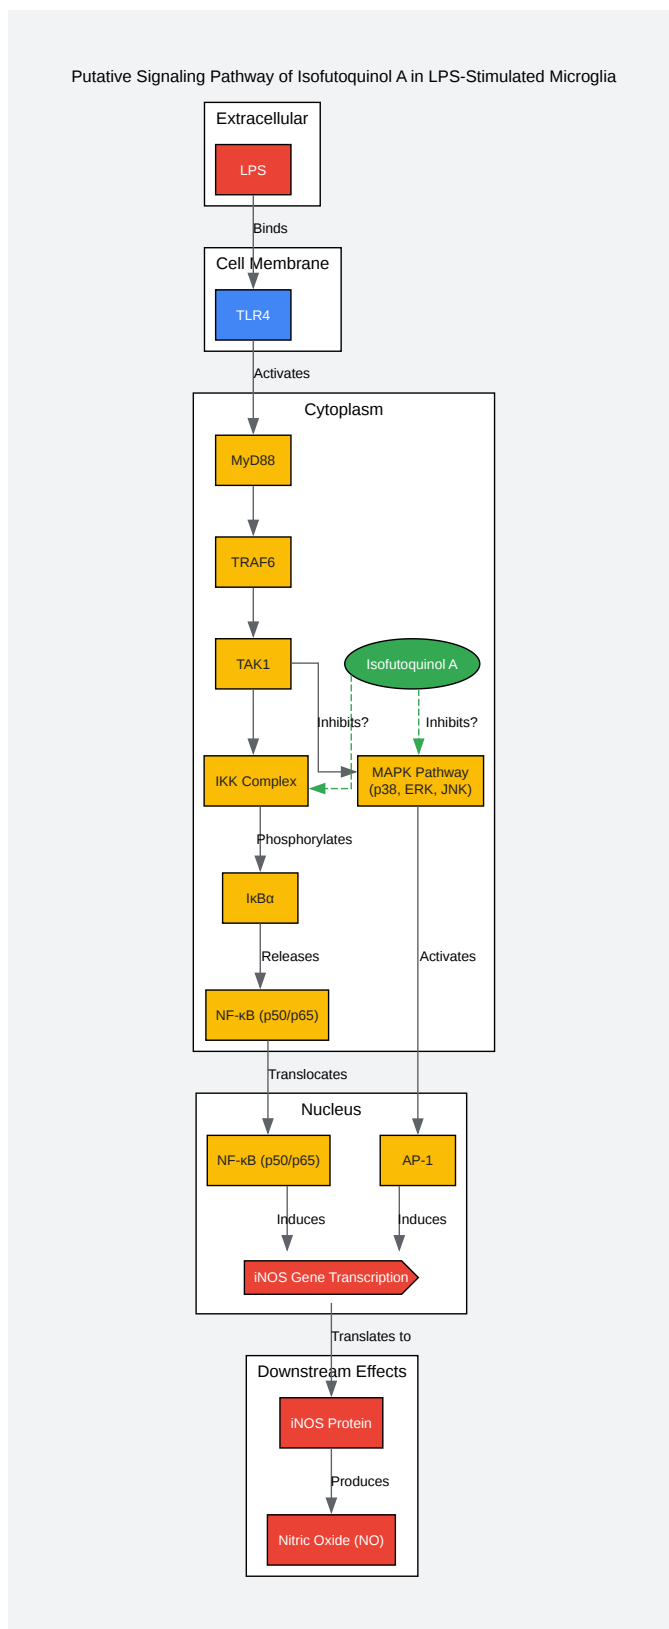 Putative Signaling Pathway of Isofutoquinol A in LPS-Stimulated Microglia
Extracellular
LPS
Binds
Cell Membrane
TLR4
Activates
Cytoplasm
MyD88
TRAF6
TAK1
Isofutoquinol A
Inhibits?
Inhibits?
IKK Complex
MAPK Pathway
(p38, ERK, JNK)
Phosphorylates
IκBα
Releases
Activates
NF-κB (p50/p65)
Translocates
Nucleus
NF-κB (p50/p65)
AP-1
Induces
Induces
iNOS Gene Transcription
Translates to
Downstream Effects
iNOS Protein
Produces
Nitric Oxide (NO)